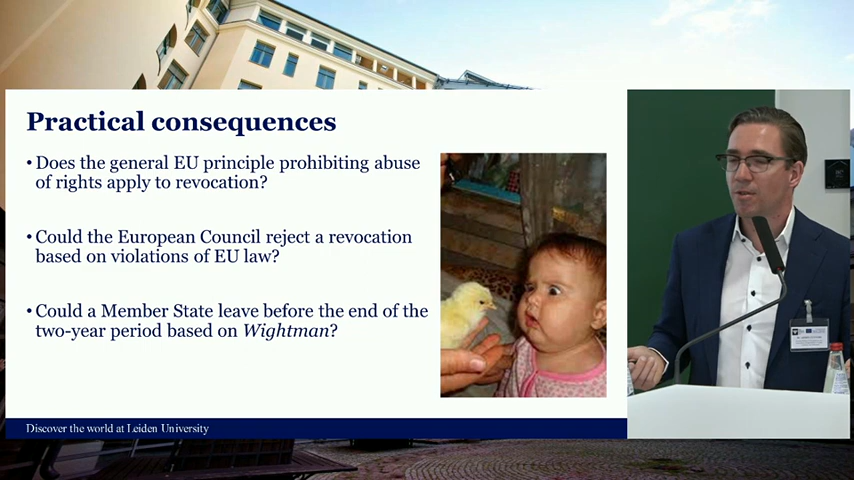 Practical consequences
• Does the general EU principle prohibiting abuse
of rights apply to revocation?
• Could the European Council reject a revocation
based on violations of EU law?
• Could a Member State leave before the end of the
two-year period based on Wightman?
Discover the world at Leiden University